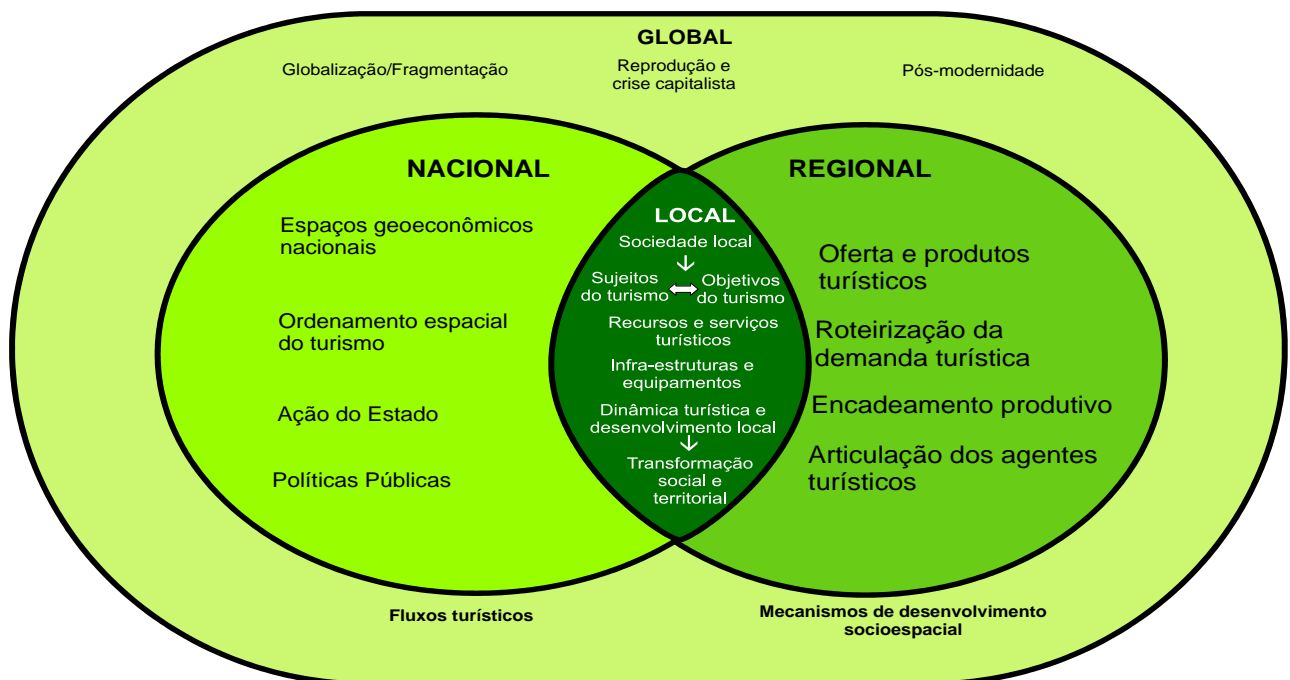 GLOBAL
Globalização/Fragmentação
Reprodução e
crise capitalista
Pós-modernidade
NACIONAL
Espaços geoeconômicos
nacionais
Ordenamento espacial
do turismo
Ação do Estado
Políticas Públicas
LOCAL
Sociedade local
Sujeitos
do turismo
Objetivos
do turismo
Recursos e serviços
turísticos
Infra-estruturas e
equipamentos
Dinâmica turística e
desenvolvimento local
Transformação
social e
territorial
REGIONAL
Oferta e produtos
turísticos
Roteirização da
demanda turística
Encadeamento produtivo
Articulação dos agentes
turísticos
Fluxos turísticos
Mecanismos de desenvolvimento
socioespacial